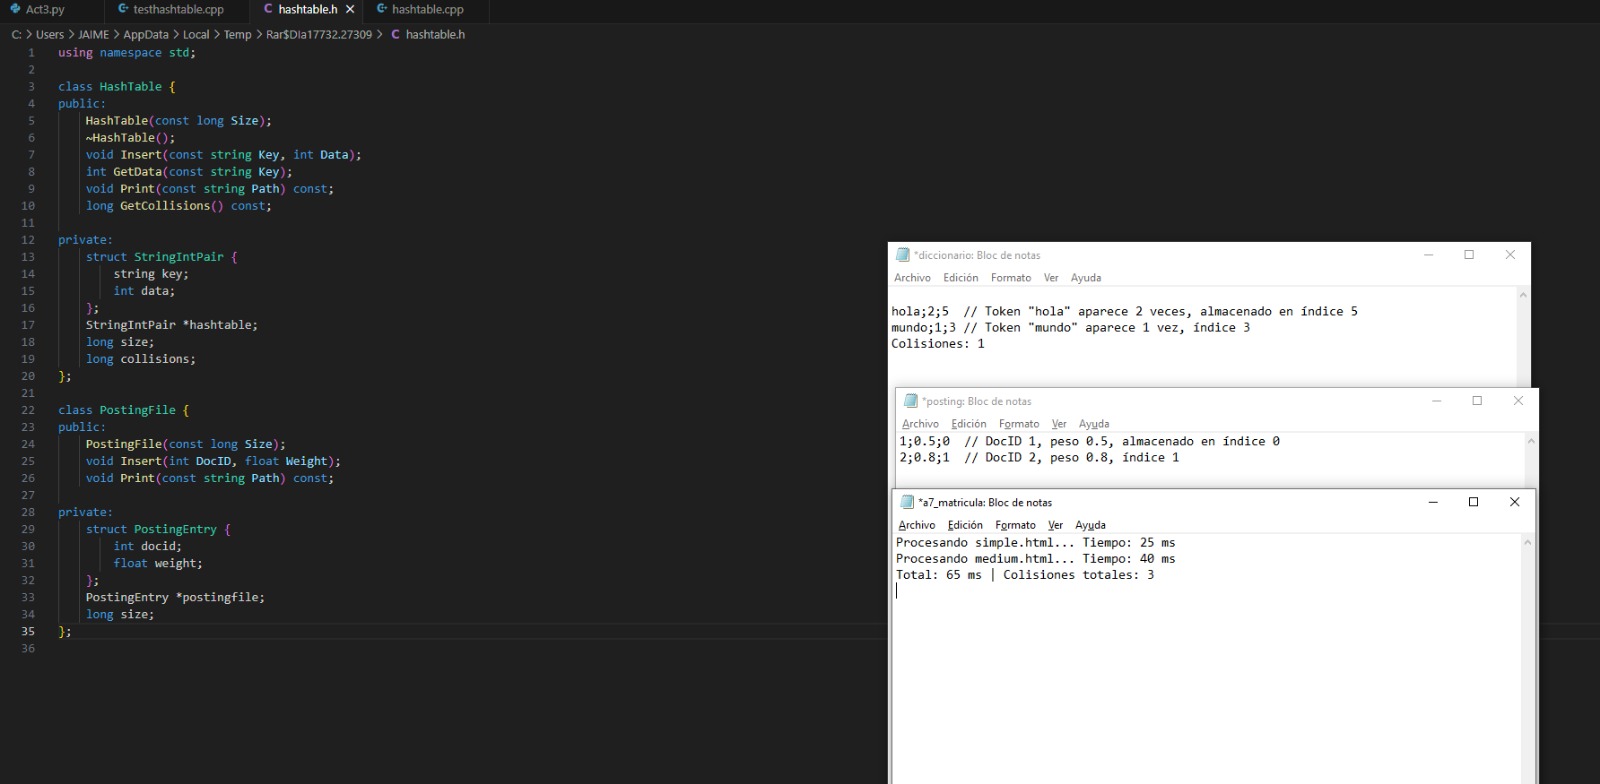 Act3.py testhashtable.cpp C hashtable.h hashtable.cpp
C: > Users > JAIME > AppData > Local > Temp > Rar$DIa17732.27309 > C hashtable.h
1 using namespace std;
2
3 class HashTable {
4 public:
5 HashTable(const long Size);
6 ~HashTable();
7 void Insert(const string Key, int Data);
8 int GetData(const string Key);
9 void Print(const string Path) const;
10 long GetCollisions() const;
11
12 private:
13 struct StringIntPair {
14 string key;
15 int data;
16 };
17 StringIntPair *hashtable;
18 long size;
19 long collisions;
20 };
21
22 class PostingFile {
23 public:
24 PostingFile(const long Size);
25 void Insert(int DocID, float Weight);
26 void Print(const string Path) const;
27
28 private:
29 struct PostingEntry {
30 int docid;
31 float weight;
32 };
33 PostingEntry *postingfile;
34 long size;
35 };
36
*diccionario: Bloc de notas
Archivo Edición Formato Ver Ayuda
hola;2;5 // Token "hola" aparece 2 veces, almacenado en índice 5
mundo;1;3 // Token "mundo" aparece 1 vez, índice 3
Colisiones: 1
*posting: Bloc de notas
Archivo Edición Formato Ver Ayuda
1;0.5;0 // DocID 1, peso 0.5, almacenado en índice 0
2;0.8;1 // DocID 2, peso 0.8, índice 1
*a7_matricula: Bloc de notas
Archivo Edición Formato Ver Ayuda
Procesando simple.html... Tiempo: 25 ms
Procesando medium.html... Tiempo: 40 ms
Total: 65 ms | Colisiones totales: 3